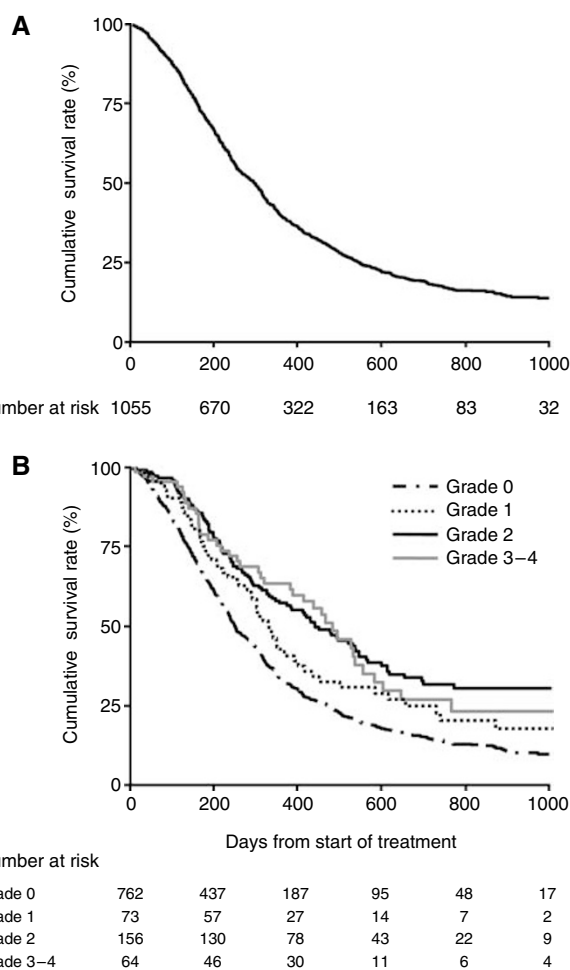 A
100
75
50
25
0
Cumulative survival rate (%)
0 200 400 600 800 1000
umber at risk 1055 670 322 163 83 32
B
100
75
50
25
0
Cumulative survival rate (%)
Grade 0
Grade 1
Grade 2
Grade 3–4
0 200 400 600 800 1000
Days from start of treatment
umber at risk
ade 0 762 437 187 95 48 17
ade 1 73 57 27 14 7 2
ade 2 156 130 78 43 22 9
ade 3–4 64 46 30 11 6 4